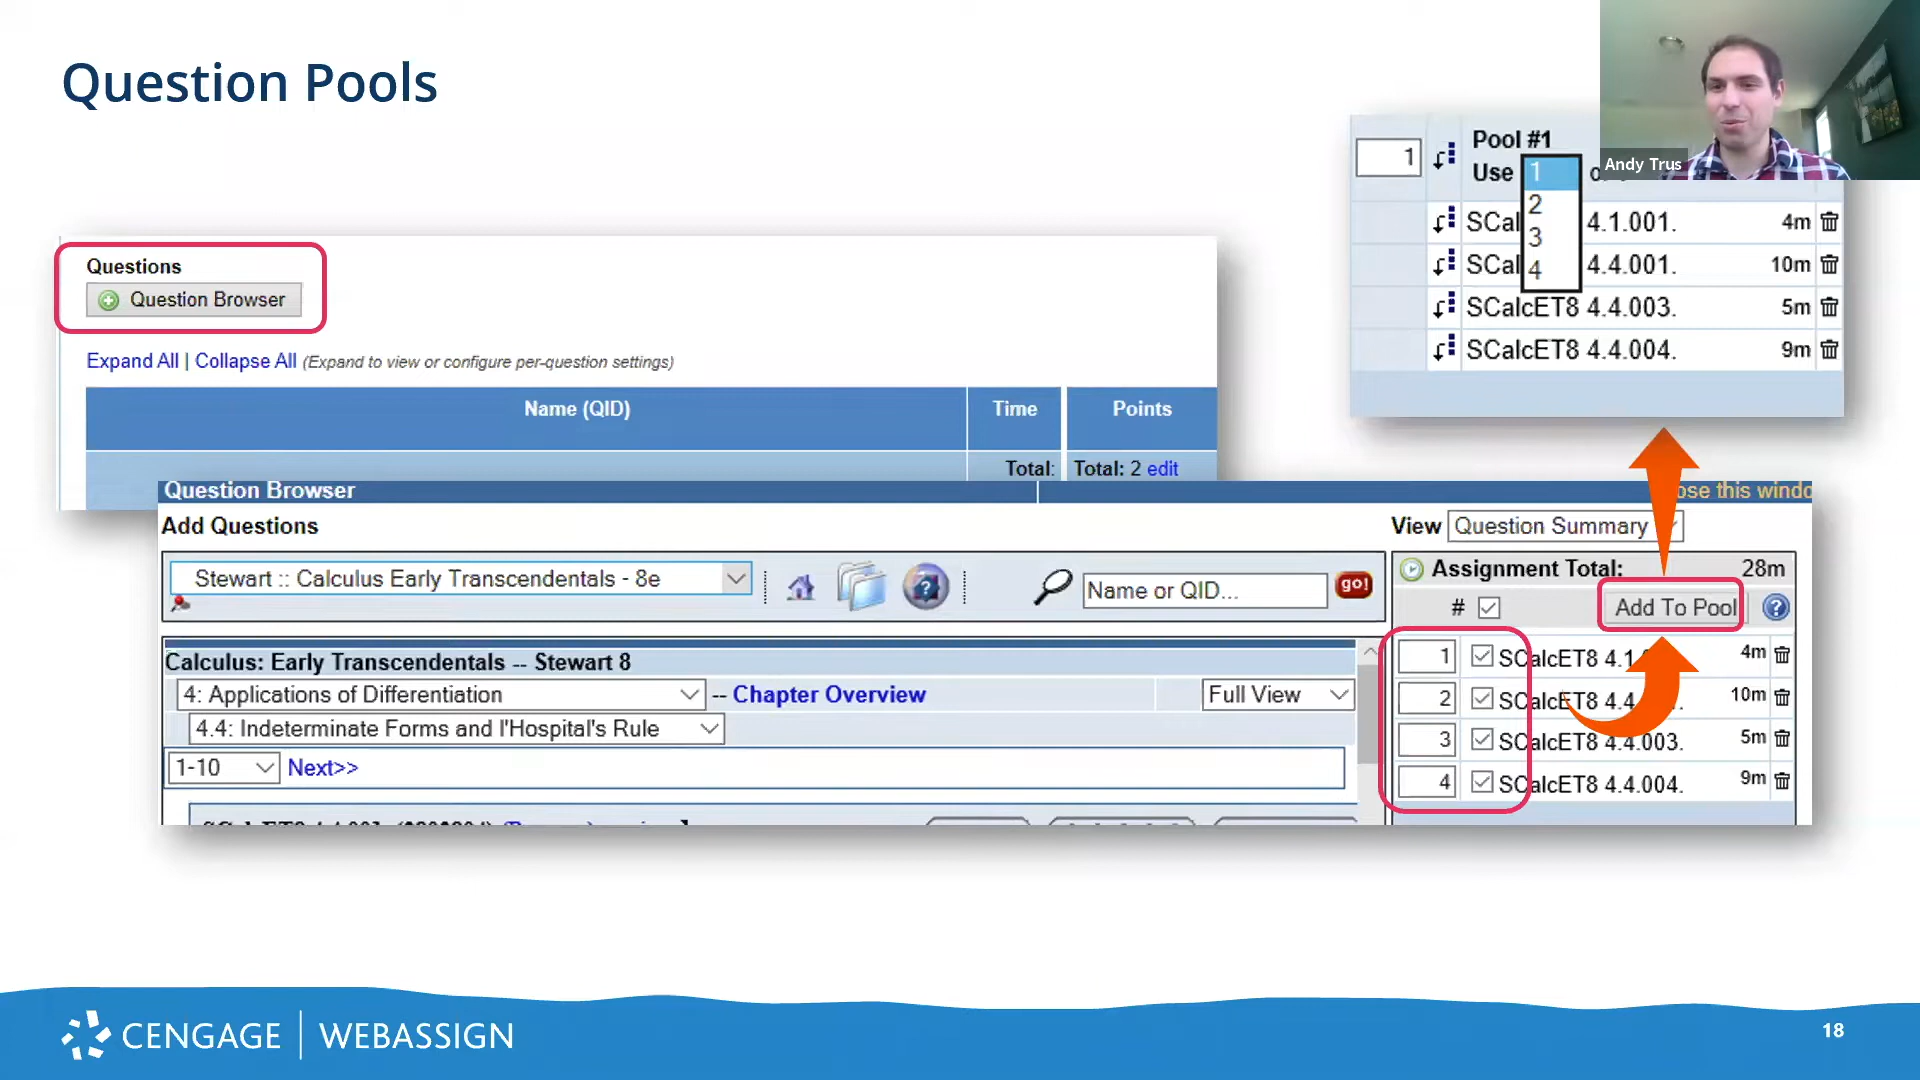 Question Pools
Andy Trus
Pool #1
1
Use 1
2
3
4
SCal 4.1.001. 4m
SCal 4.4.001. 10m
SCalcET8 4.4.003. 5m
SCalcET8 4.4.004. 9m
Questions
Question Browser
Expand All | Collapse All (Expand to view or configure per-question settings)
Name (QID) Time Points
Total: Total: 2 edit
Question Browser
ose this windo
Add Questions
View Question Summary
Stewart :: Calculus Early Transcendentals - 8e
Name or QID...
go!
Assignment Total: 28m
# Add To Pool ?
Calculus: Early Transcendentals -- Stewart 8
4: Applications of Differentiation -- Chapter Overview Full View
4.4: Indeterminate Forms and l'Hospital's Rule
1-10 Next>>
1 SCalcET8 4.1 4m
2 SCalcET8 4.4 10m
3 SCalcET8 4.4.003. 5m
4 SCalcET8 4.4.004. 9m
CENGAGE | WEBASSIGN
18